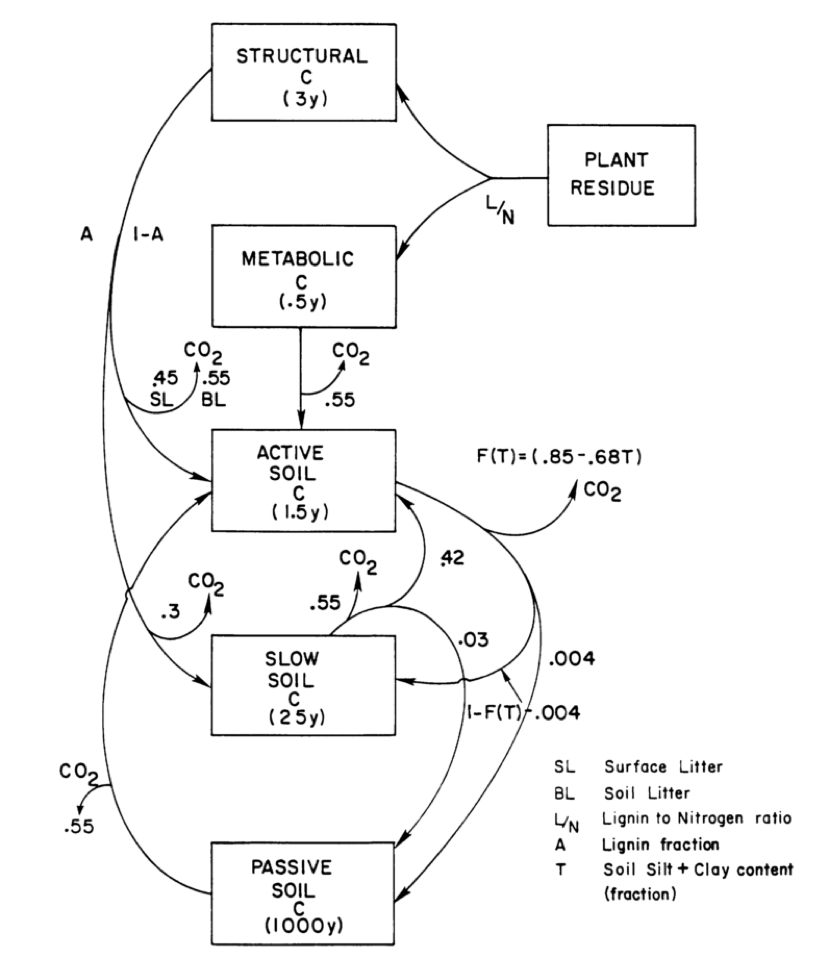 STRUCTURAL
C
(3y)
PLANT
RESIDUE
L/N
A
1-A
METABOLIC
C
(.5y)
CO2
.45
SL
.55
BL
CO2
.55
ACTIVE
SOIL
C
(1.5y)
F(T)=(.85-.68T)
CO2
.42
CO2
.55
CO2
.3
.03
.004
SLOW
SOIL
C
(25y)
1-F(T)-.004
CO2
.55
PASSIVE
SOIL
C
(1000y)
SL Surface Litter
BL Soil Litter
L/N Lignin to Nitrogen ratio
A Lignin fraction
T Soil Silt + Clay content
(fraction)